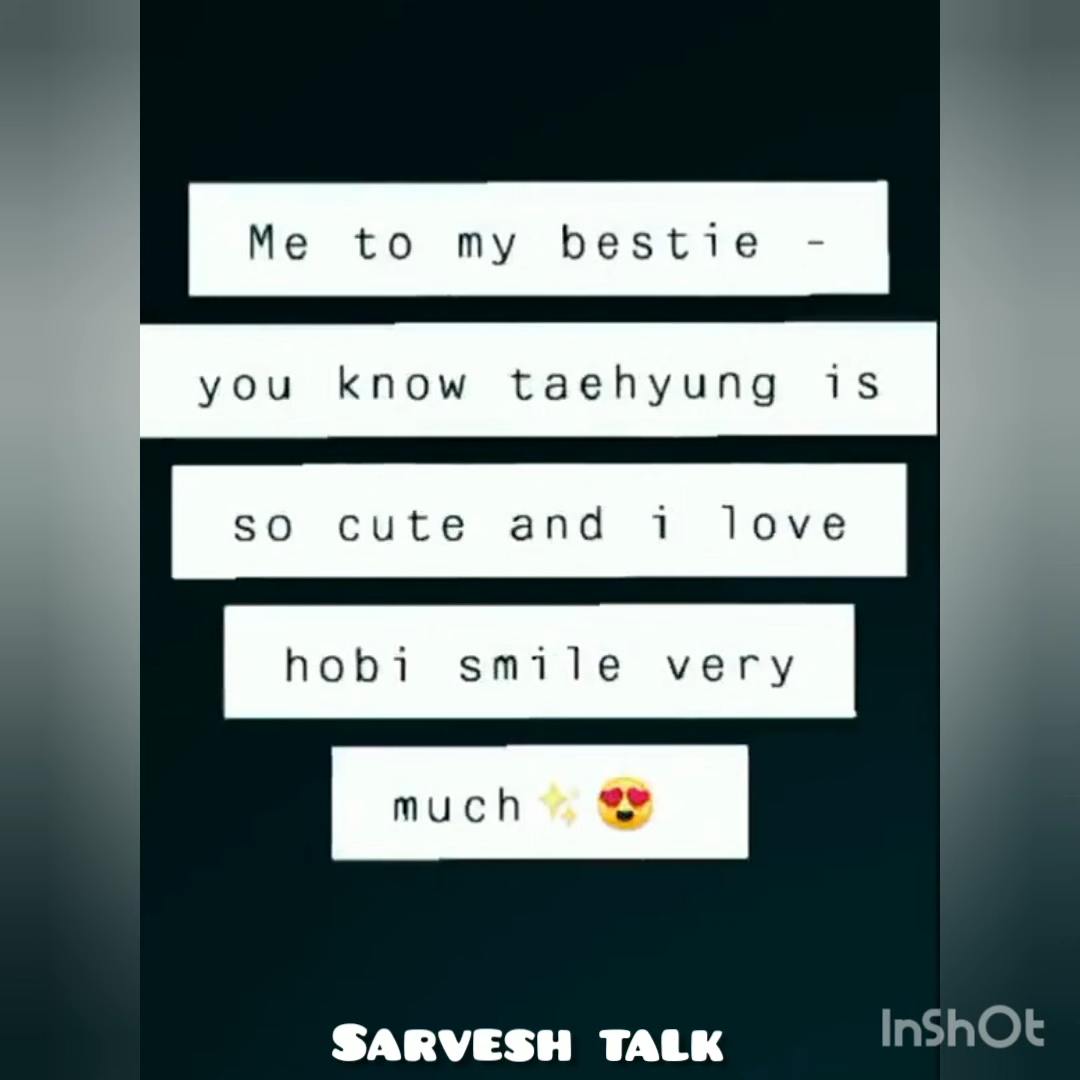 Me to my bestie -
you know taehyung is
so cute and i love
hobi smile very
much✨😍
SARVESH TALK
InShOt